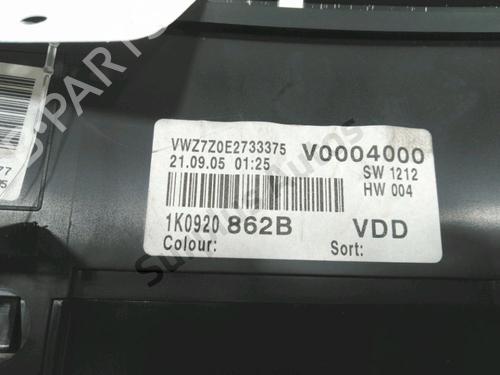 VWZ7Z0E2733375 V0004000
21.09.05 01:25 SW 1212
HW 004
1K0920 862B VDD
Colour: Sort: